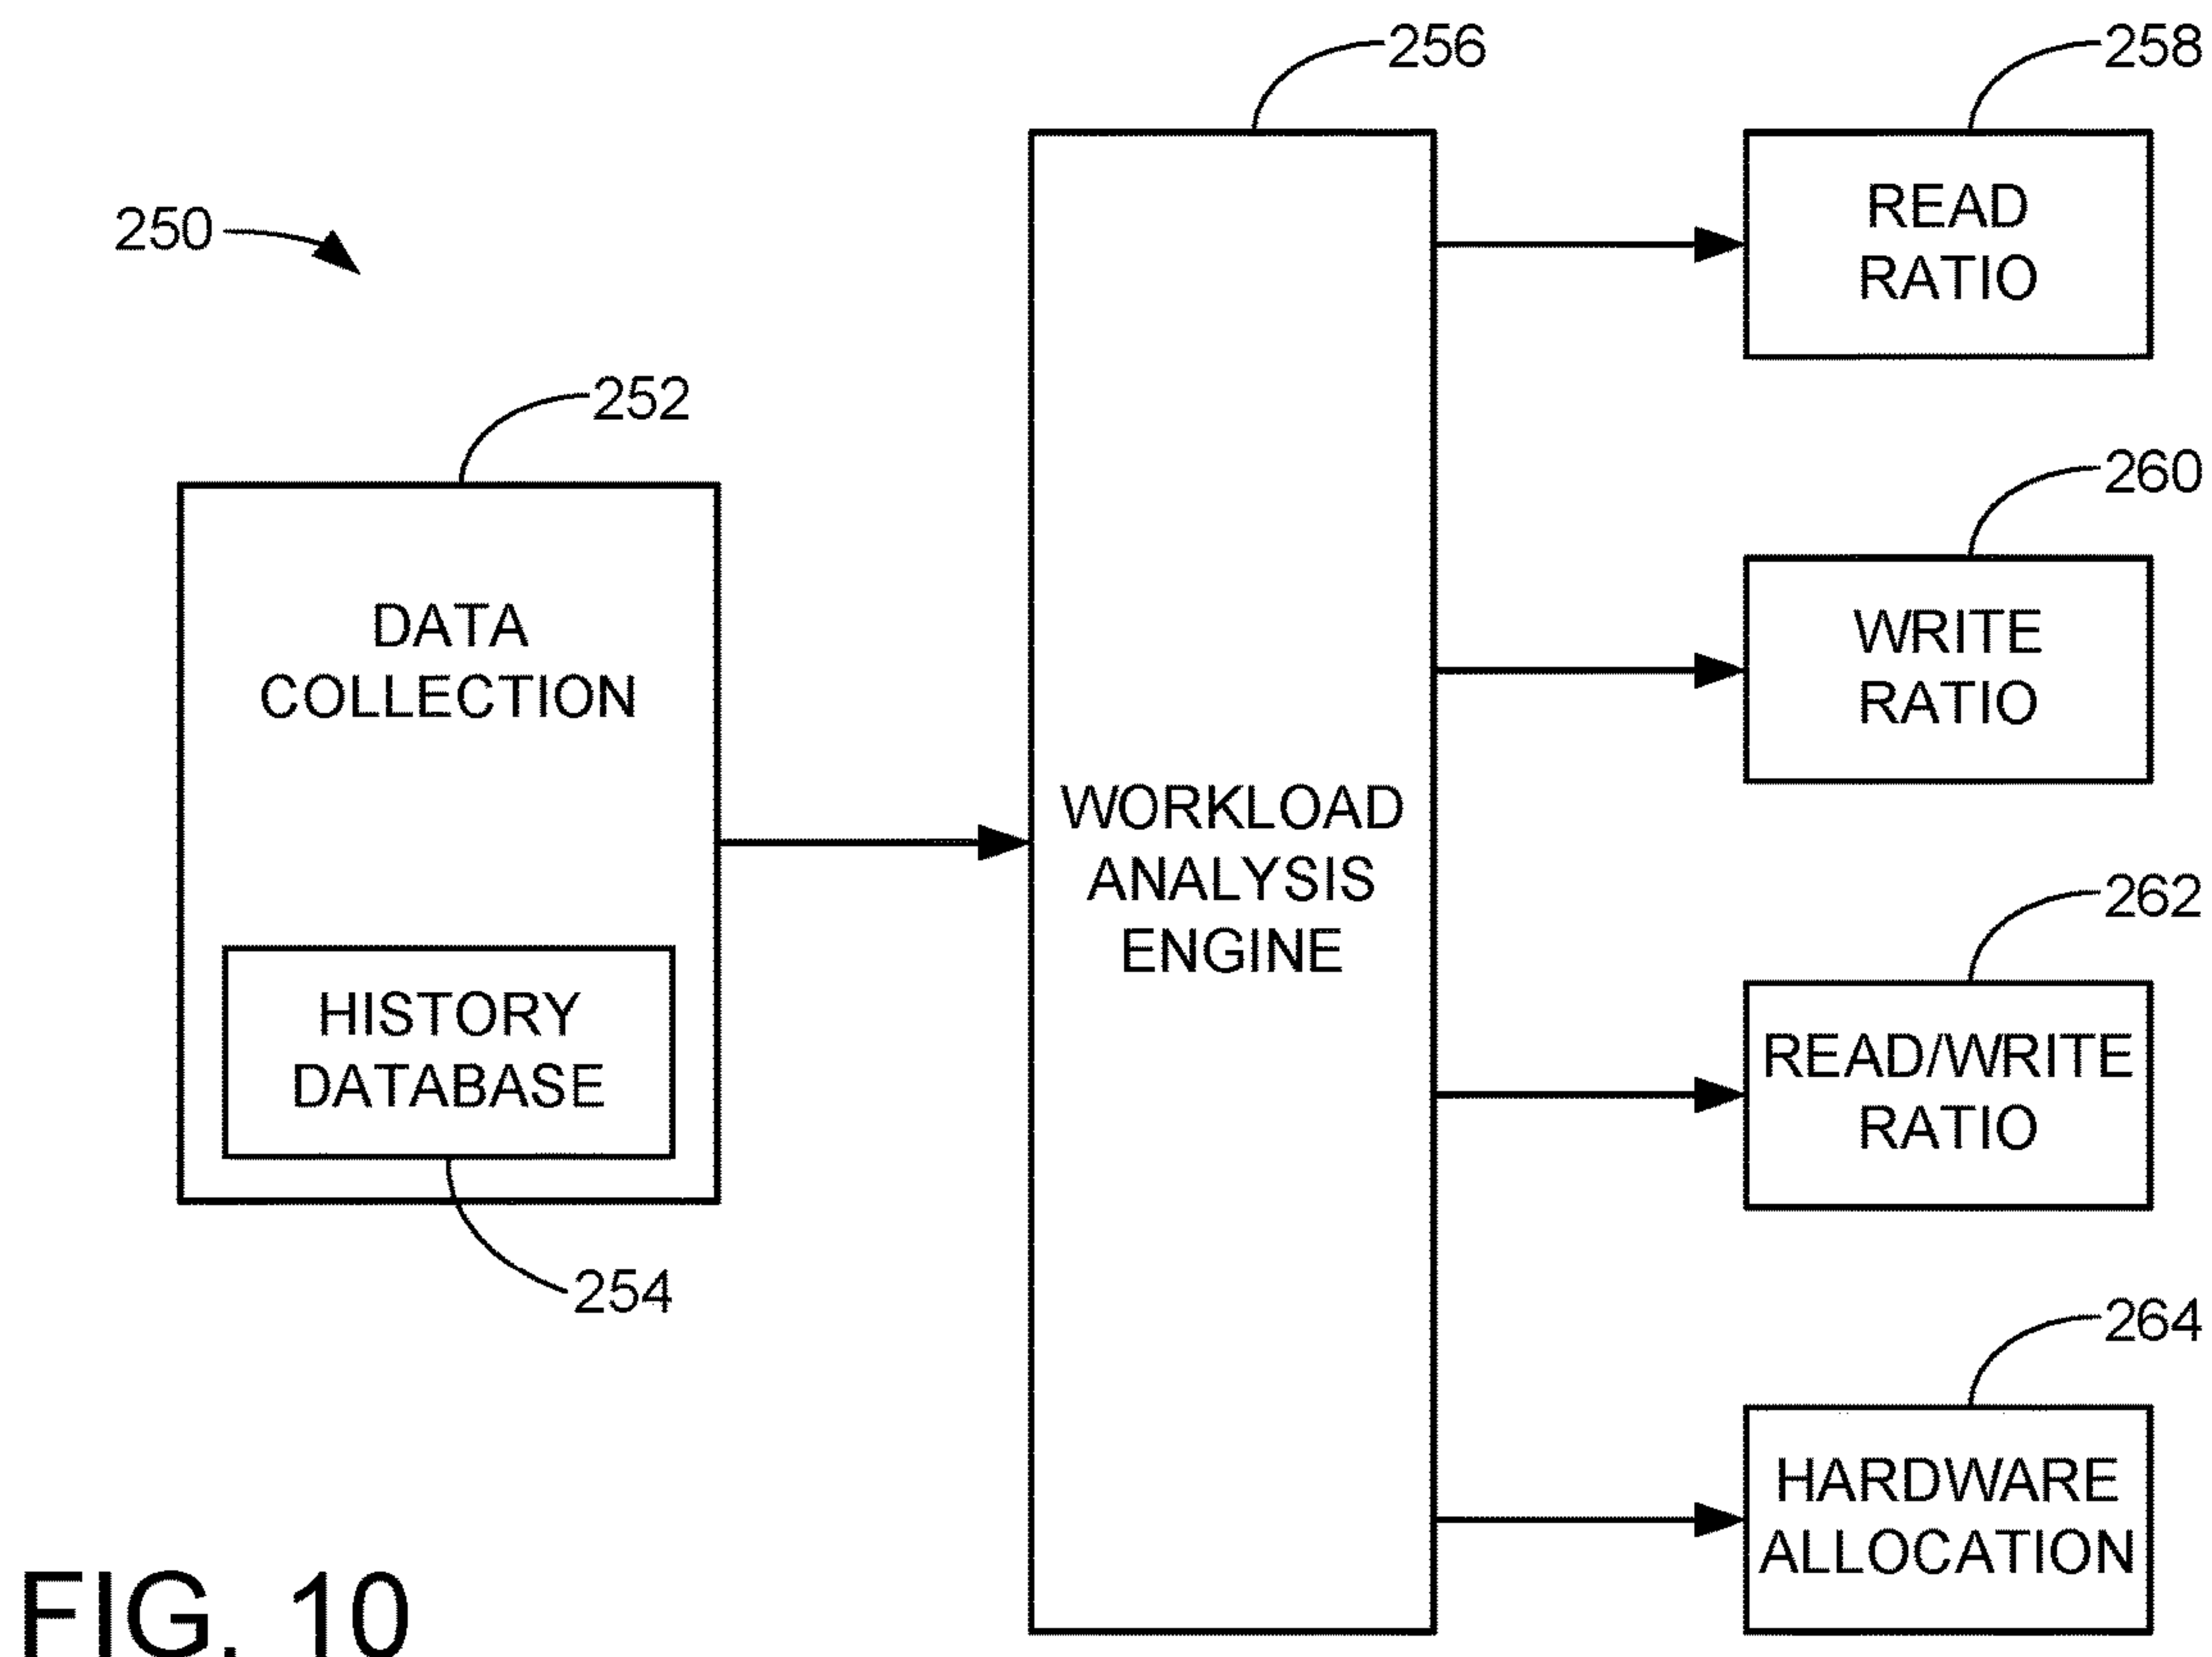 256
258
250
READ
RATIO
252
260
DATA
COLLECTION
WRITE
RATIO
WORKLOAD
ANALYSIS
ENGINE
262
HISTORY
DATABASE
READ/WRITE
RATIO
254
264
HARDWARE
ALLOCATION
FIG. 10